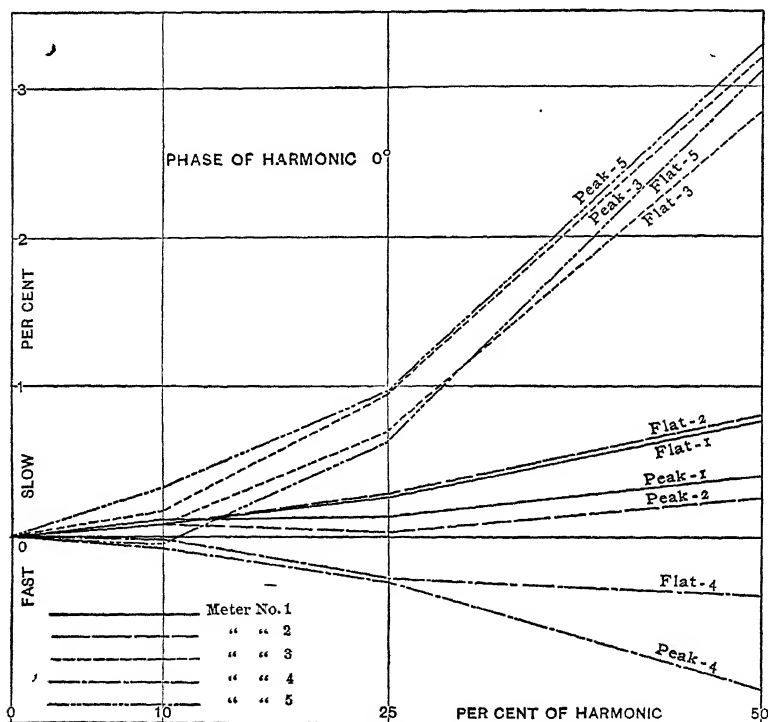 3
PHASE OF HARMONIC 0°
Peak-5
Peak-3
Flat-5
Flat-3
2
PER CENT
1
Flat-2
Flat-1
SLOW
Peak-1
Peak-2
0
FAST
Flat-4
Meter No. 1
“ “ 2
“ “ 3
“ “ 4
“ “ 5
Peak-4
0 10 25 PER CENT OF HARMONIC 50